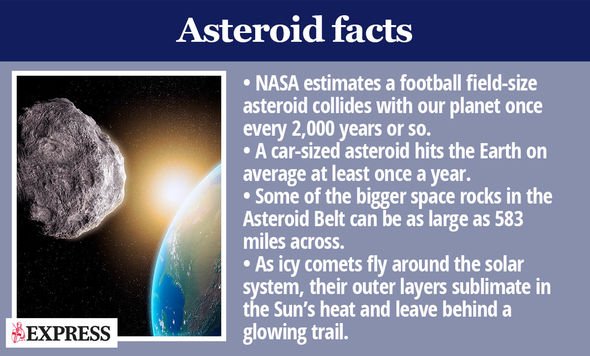 Asteroid facts
• NASA estimates a football field-size
asteroid collides with our planet once
every 2,000 years or so.
• A car-sized asteroid hits the Earth on
average at least once a year.
• Some of the bigger space rocks in the
Asteroid Belt can be as large as 583
miles across.
• As icy comets fly around the solar
system, their outer layers sublimate in
the Sun’s heat and leave behind a
glowing trail.
EXPRESS